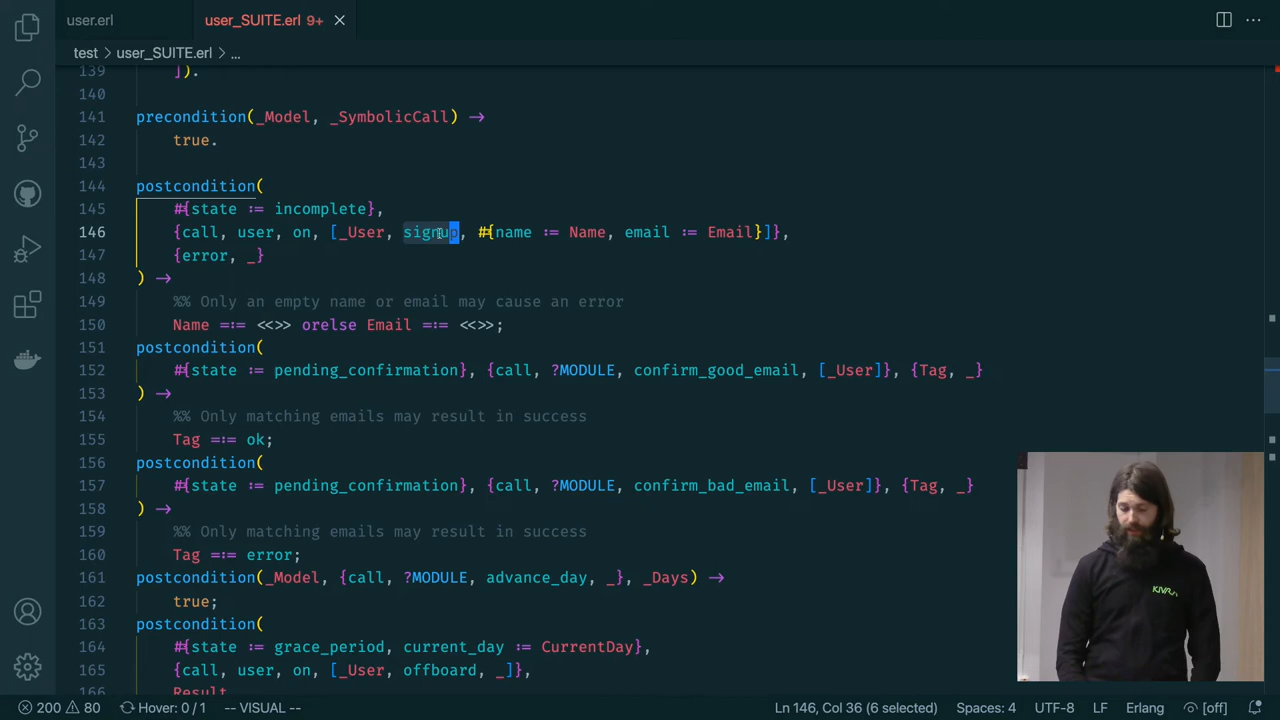 user.erl
user_SUITE.erl 9+
test > user_SUITE.erl > ...
139 ]).
140
141 precondition(_Model, _SymbolicCall) ->
142 true.
143
144 postcondition(
145 #{state := incomplete},
146 {call, user, on, [_User, signup, #{name := Name, email := Email}]},
147 {error, _}
148 ) ->
149 %% Only an empty name or email may cause an error
150 Name =:= <<>> orelse Email =:= <<>>;
151 postcondition(
152 #{state := pending_confirmation}, {call, ?MODULE, confirm_good_email, [_User]}, {Tag, _}
153 ) ->
154 %% Only matching emails may result in success
155 Tag =:= ok;
156 postcondition(
157 #{state := pending_confirmation}, {call, ?MODULE, confirm_bad_email, [_User]}, {Tag, _}
158 ) ->
159 %% Only matching emails may result in success
160 Tag =:= error;
161 postcondition(_Model, {call, ?MODULE, advance_day, _}, _Days) ->
162 true;
163 postcondition(
164 #{state := grace_period, current_day := CurrentDay},
165 {call, user, on, [_User, offboard, _]},
166 Result
200 80 Hover: 0/1 -- VISUAL -- Ln 146, Col 36 (6 selected) Spaces: 4 UTF-8 LF Erlang [off]